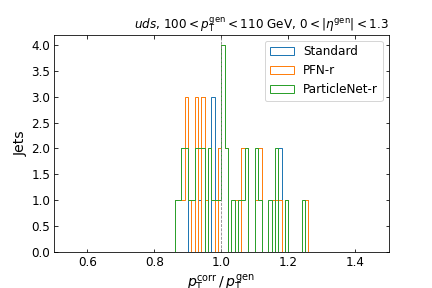 uds, 100 < p_T^gen < 110 GeV, 0 < |η^gen| < 1.3
Standard
PFN-r
ParticleNet-r
Jets
4.0
3.5
3.0
2.5
2.0
1.5
1.0
0.5
0.0
0.6 0.8 1.0 1.2 1.4
p_T^corr / p_T^gen